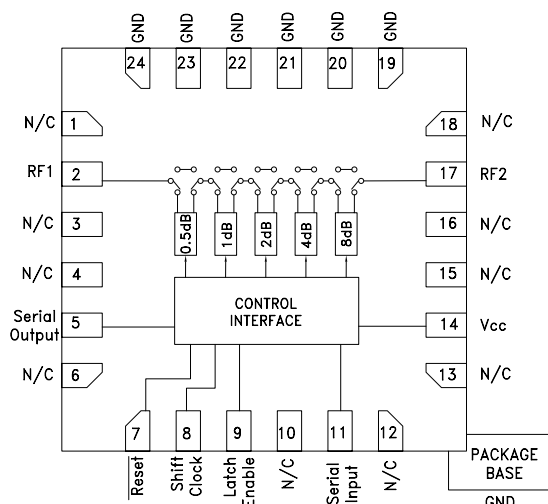 GND GND GND GND GND GND
24 23 22 21 20 19
N/C 1 18 N/C
RF1 2 17 RF2
N/C 3 16 N/C
0.5dB 1dB 2dB 4dB 8dB
N/C 4 15 N/C
CONTROL
INTERFACE
Serial
Output 5 14 Vcc
N/C 6 13 N/C
7 8 9 10 11 12
Reset
Shift
Clock
Latch
Enable
N/C
Serial
Input
N/C
PACKAGE
BASE
GND